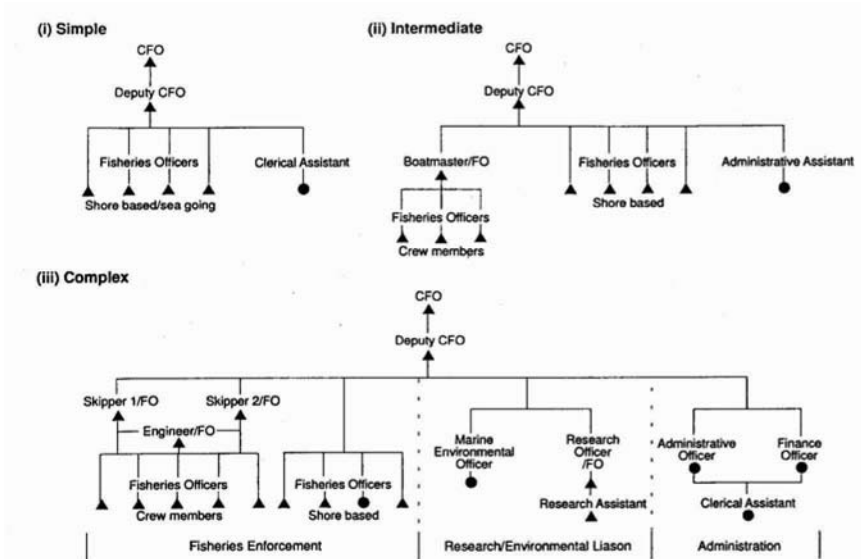 (i) Simple
CFO
Deputy CFO
Fisheries Officers
Clerical Assistant
Shore based/sea going
(ii) Intermediate
CFO
Deputy CFO
Boatmaster/FO
Fisheries Officers
Administrative Assistant
Shore based
Fisheries Officers
Crew members
(iii) Complex
CFO
Deputy CFO
Skipper 1/FO
Skipper 2/FO
Engineer/FO
Fisheries Officers
Crew members
Fisheries Officers
Shore based
Marine
Environmental
Officer
Research
Officer
/FO
Research Assistant
Administrative
Officer
Finance
Officer
Clerical Assistant
Fisheries Enforcement
Research/Environmental Liason
Administration